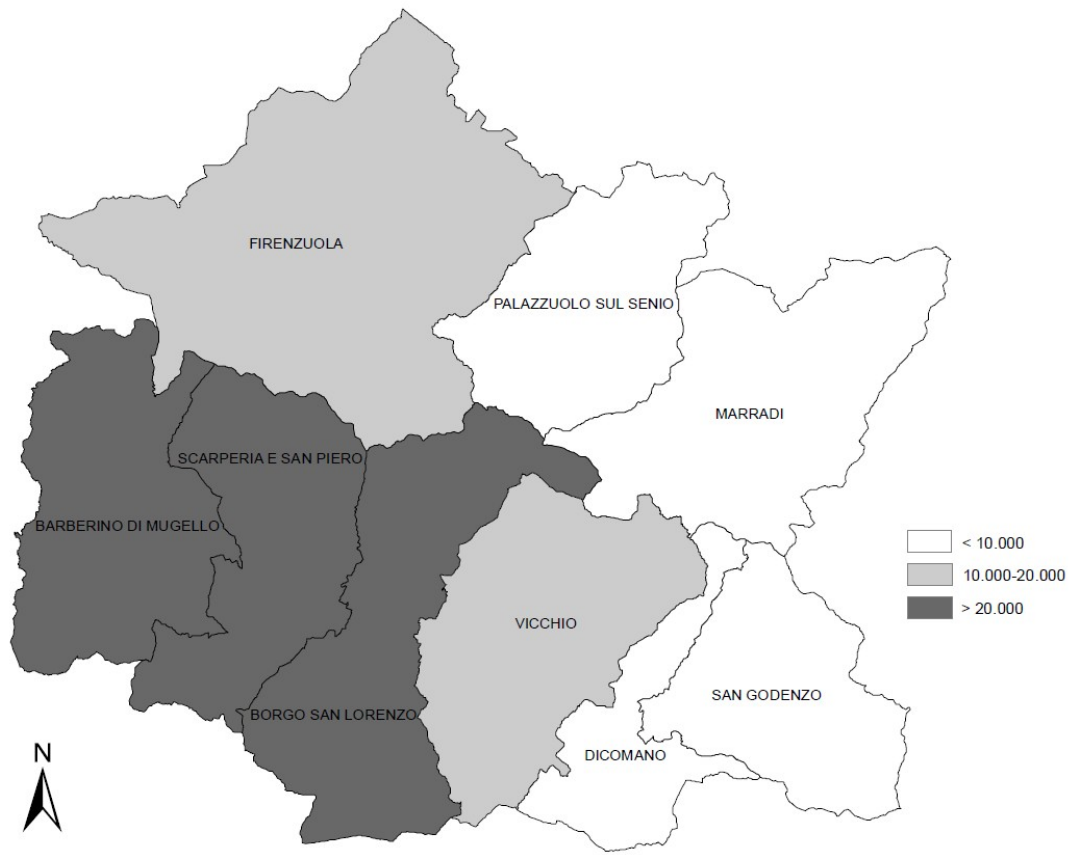 FIRENZUOLA
PALAZZUOLO SUL SENIO
MARRADI
SCARPERIA E SAN PIERO
BARBERINO DI MUGELLO
< 10.000
10.000-20.000
> 20.000
VICCHIO
SAN GODENZO
BORGO SAN LORENZO
DICOMANO
N